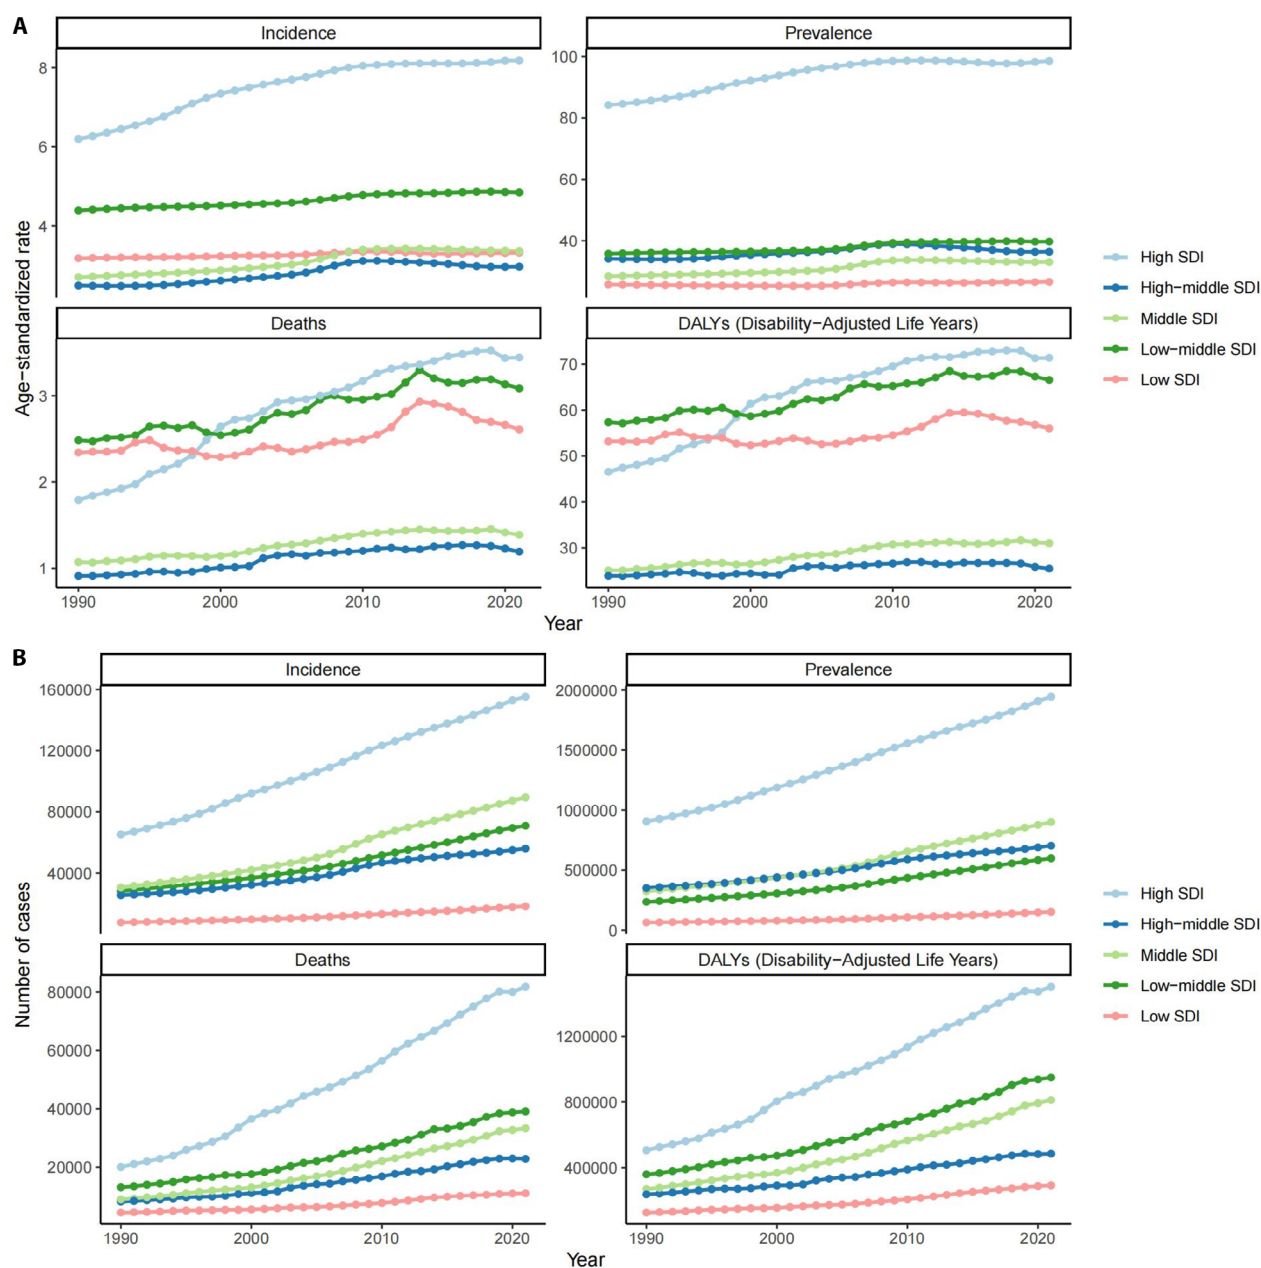 A
Incidence
Prevalence
8
6
4
100
80
60
40
Deaths
DALYs (Disability−Adjusted Life Years)
3
2
1
70
60
50
40
30
1990
2000
2010
2020
1990
2000
2010
2020
Age−standardized rate
Year
High SDI
High−middle SDI
Middle SDI
Low−middle SDI
Low SDI
B
Incidence
Prevalence
160000
120000
80000
40000
2000000
1500000
1000000
500000
0
Deaths
DALYs (Disability−Adjusted Life Years)
80000
60000
40000
20000
1200000
800000
400000
1990
2000
2010
2020
1990
2000
2010
2020
Number of cases
Year
High SDI
High−middle SDI
Middle SDI
Low−middle SDI
Low SDI